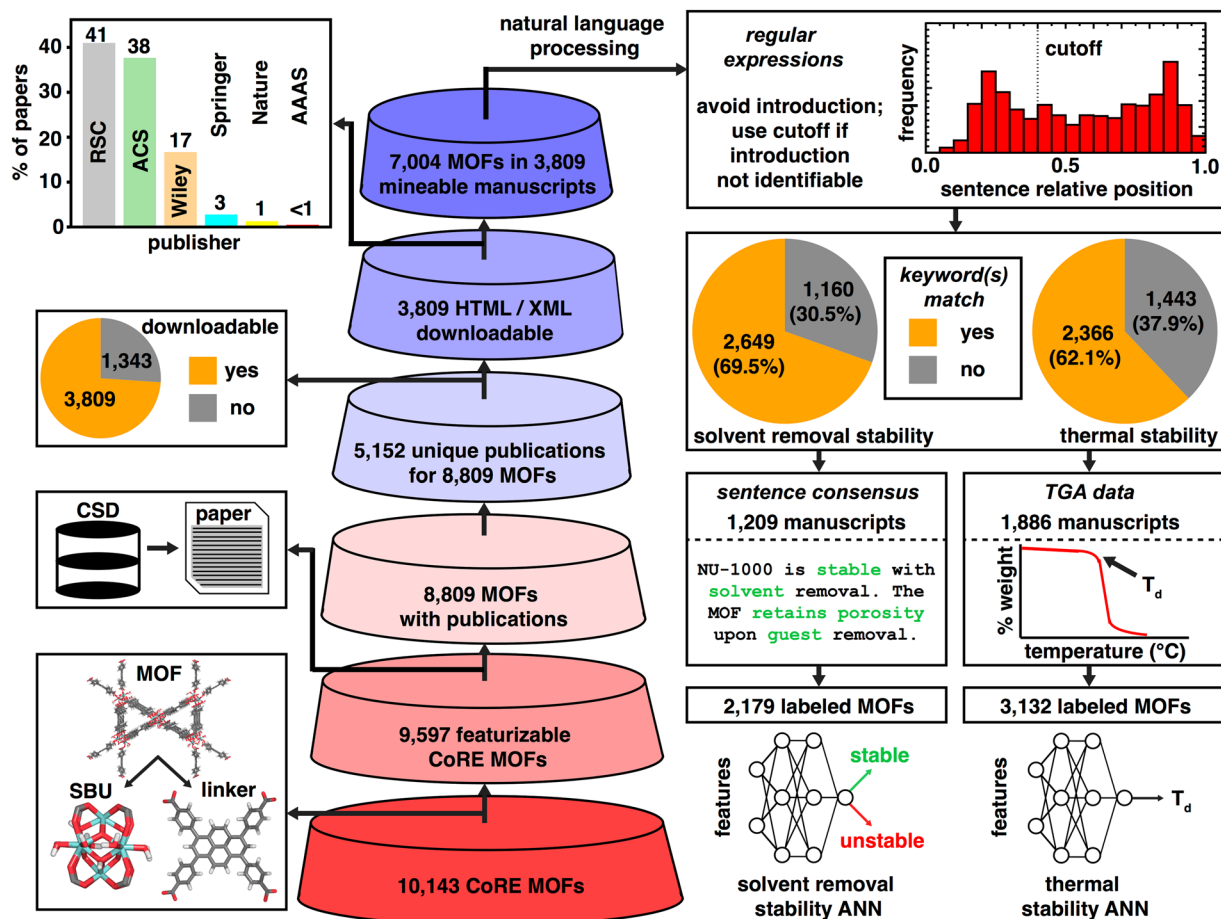 % of papers
40
30
20
10
0
41
RSC
38
ACS
17
Wiley
Springer
3
Nature
1
AAAS
<1
publisher
natural language
processing
regular
expressions
avoid introduction;
use cutoff if
introduction
not identifiable
frequency
cutoff
0.0
0.5
1.0
sentence relative position
7,004 MOFs in 3,809
mineable manuscripts
3,809 HTML / XML
downloadable
5,152 unique publications
for 8,809 MOFs
8,809 MOFs
with publications
9,597 featurizable
CoRE MOFs
10,143 CoRE MOFs
downloadable
1,343
3,809
yes
no
CSD
paper
MOF
SBU
linker
1,160
(30.5%)
2,649
(69.5%)
solvent removal stability
keyword(s)
match
yes
no
1,443
(37.9%)
2,366
(62.1%)
thermal stability
sentence consensus
1,209 manuscripts
NU-1000 is stable with
solvent removal. The
MOF retains porosity
upon guest removal.
TGA data
1,886 manuscripts
% weight
Td
temperature (°C)
2,179 labeled MOFs
3,132 labeled MOFs
features
stable
unstable
solvent removal
stability ANN
features
Td
thermal
stability ANN